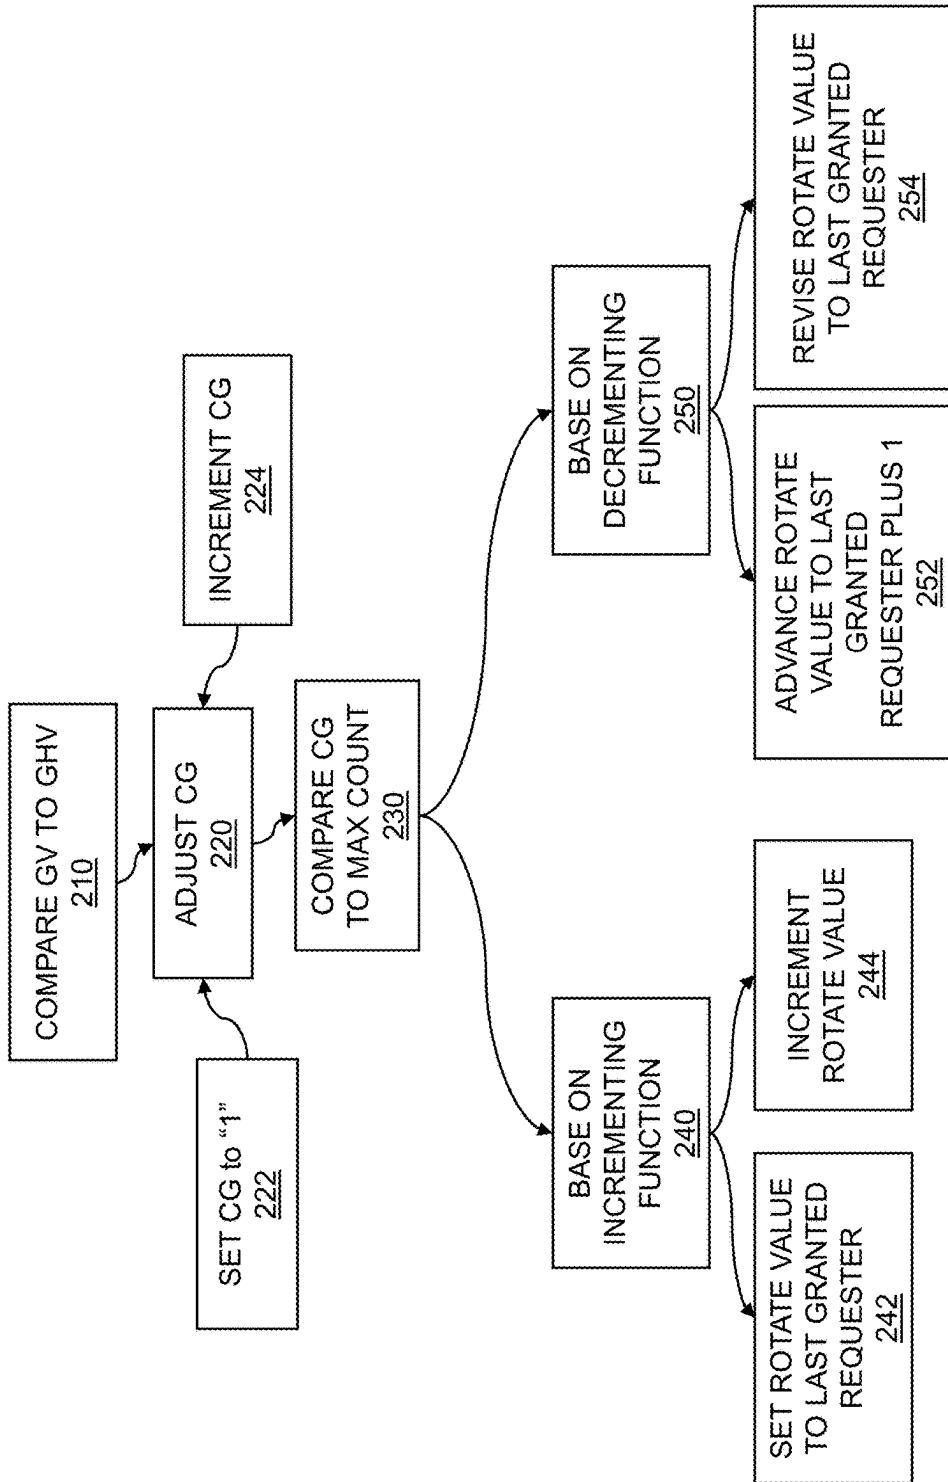 COMPARE GV TO GHV
210
SET CG to “1”
222
ADJUST CG
220
INCREMENT CG
224
COMPARE CG
TO MAX COUNT
230
BASE ON
INCREMENTING
FUNCTION
240
BASE ON
DECREMENTING
FUNCTION
250
SET ROTATE VALUE
TO LAST GRANTED
REQUESTER
242
INCREMENT
ROTATE VALUE
244
ADVANCE ROTATE
VALUE TO LAST
GRANTED
REQUESTER PLUS 1
252
REVISE ROTATE VALUE
TO LAST GRANTED
REQUESTER
254